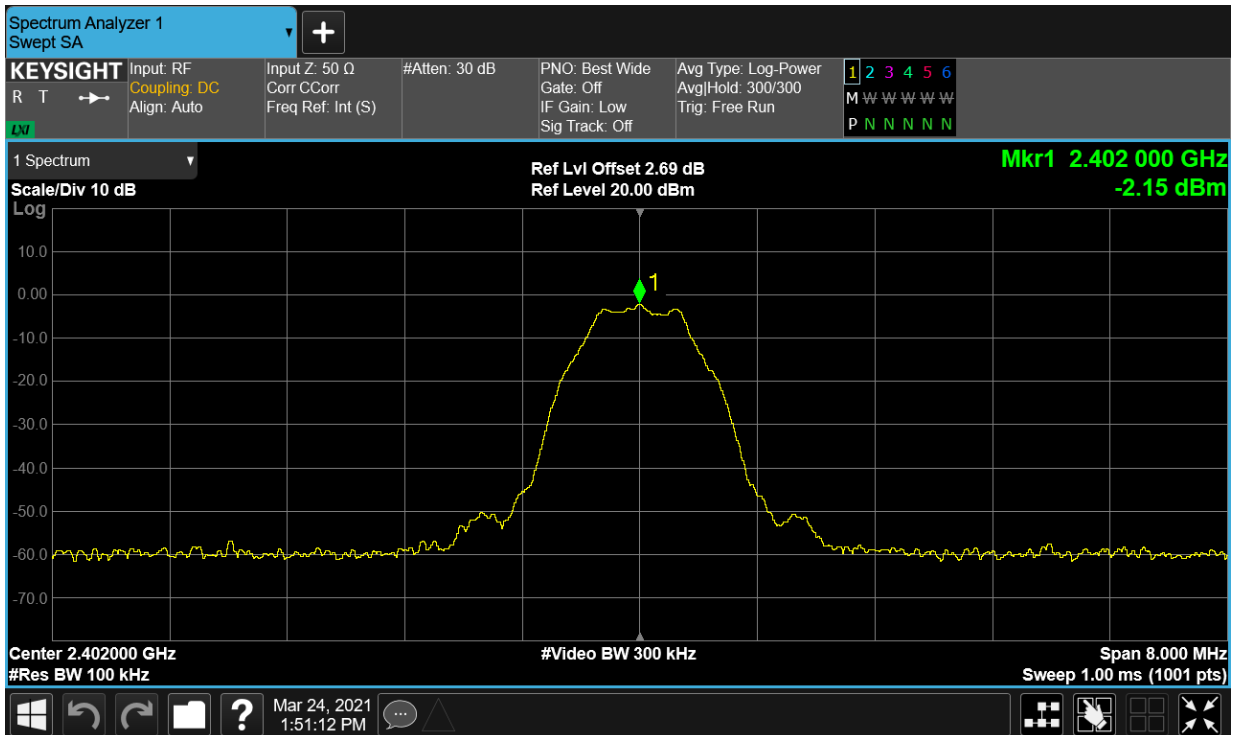 Spectrum Analyzer 1
Swept SA
+
KEYSIGHT
R T
LXI
Input: RF
Coupling: DC
Align: Auto
Input Z: 50 Ω
Corr CCorr
Freq Ref: Int (S)
#Atten: 30 dB
PNO: Best Wide
Gate: Off
IF Gain: Low
Sig Track: Off
Avg Type: Log-Power
Avg|Hold: 300/300
Trig: Free Run
1 2 3 4 5 6
M W W W W W
P N N N N N
1 Spectrum
Scale/Div 10 dB
Log
Ref Lvl Offset 2.69 dB
Ref Level 20.00 dBm
Mkr1 2.402 000 GHz
-2.15 dBm
10.0
0.00
1
-10.0
-20.0
-30.0
-40.0
-50.0
-60.0
-70.0
Center 2.402000 GHz
#Res BW 100 kHz
#Video BW 300 kHz
Span 8.000 MHz
Sweep 1.00 ms (1001 pts)
?
Mar 24, 2021
1:51:12 PM